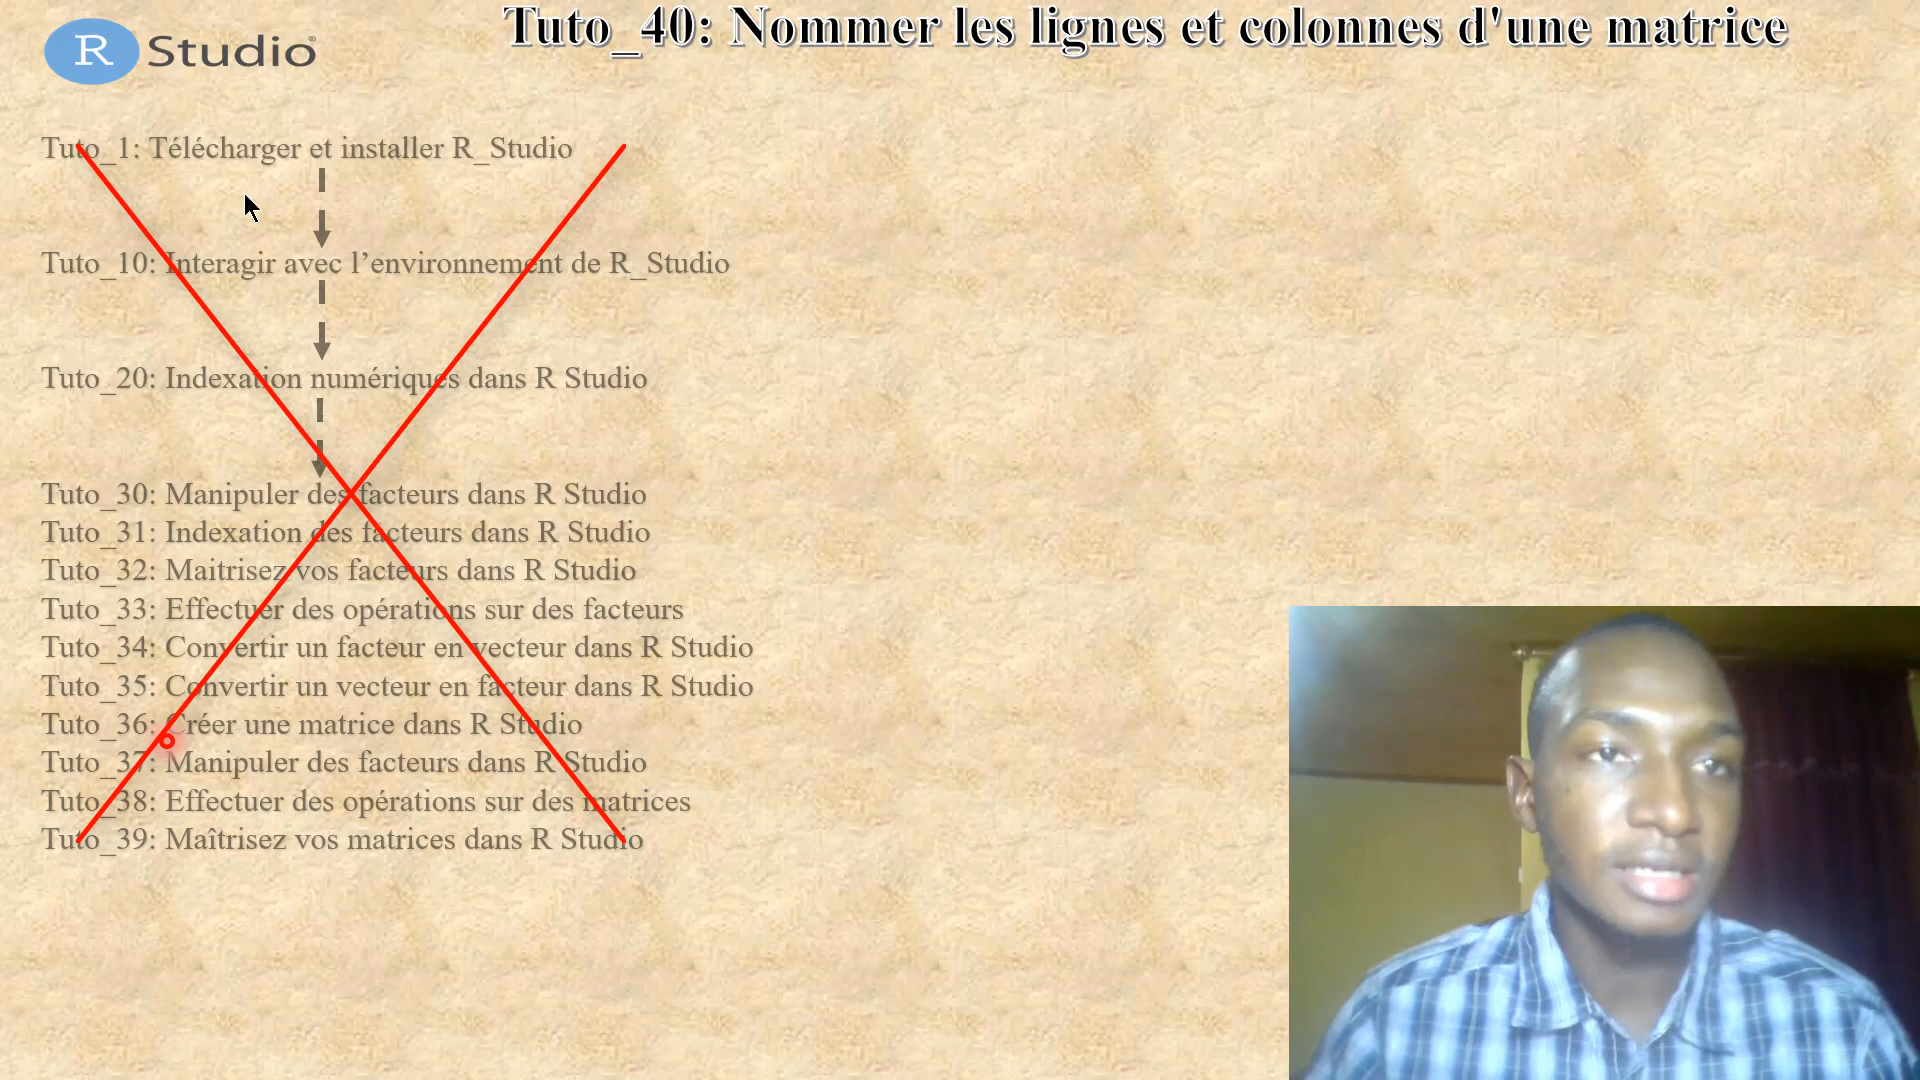 R Studio®
Tuto_40: Nommer les lignes et colonnes d'une matrice
Tuto_1: Télécharger et installer R_Studio
Tuto_10: Interagir avec l’environnement de R_Studio
Tuto_20: Indexation numériques dans R Studio
Tuto_30: Manipuler des facteurs dans R Studio
Tuto_31: Indexation des facteurs dans R Studio
Tuto_32: Maitrisez vos facteurs dans R Studio
Tuto_33: Effectuer des opérations sur des facteurs
Tuto_34: Convertir un facteur en vecteur dans R Studio
Tuto_35: Convertir un vecteur en facteur dans R Studio
Tuto_36: Créer une matrice dans R Studio
Tuto_37: Manipuler des facteurs dans R Studio
Tuto_38: Effectuer des opérations sur des matrices
Tuto_39: Maîtrisez vos matrices dans R Studio